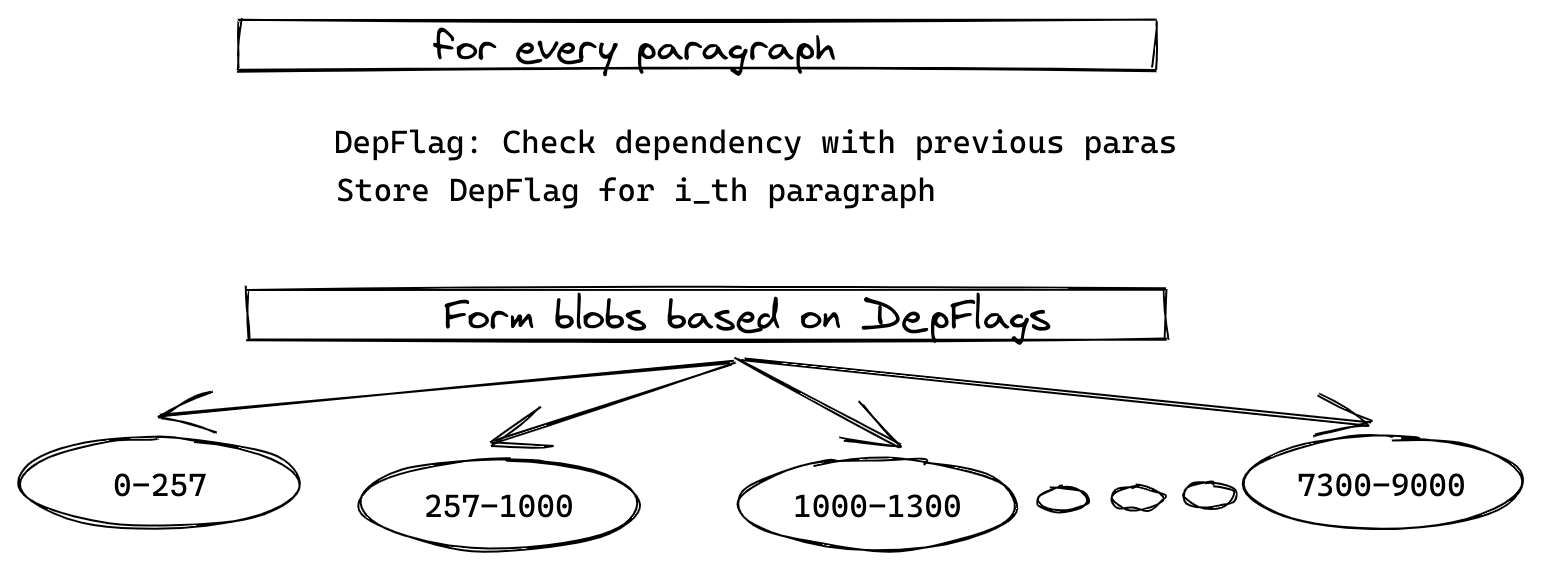 for every paragraph
DepFlag: Check dependency with previous paras
Store DepFlag for i_th paragraph
Form blobs based on DepFlags
0-257
257-1000
1000-1300
7300-9000